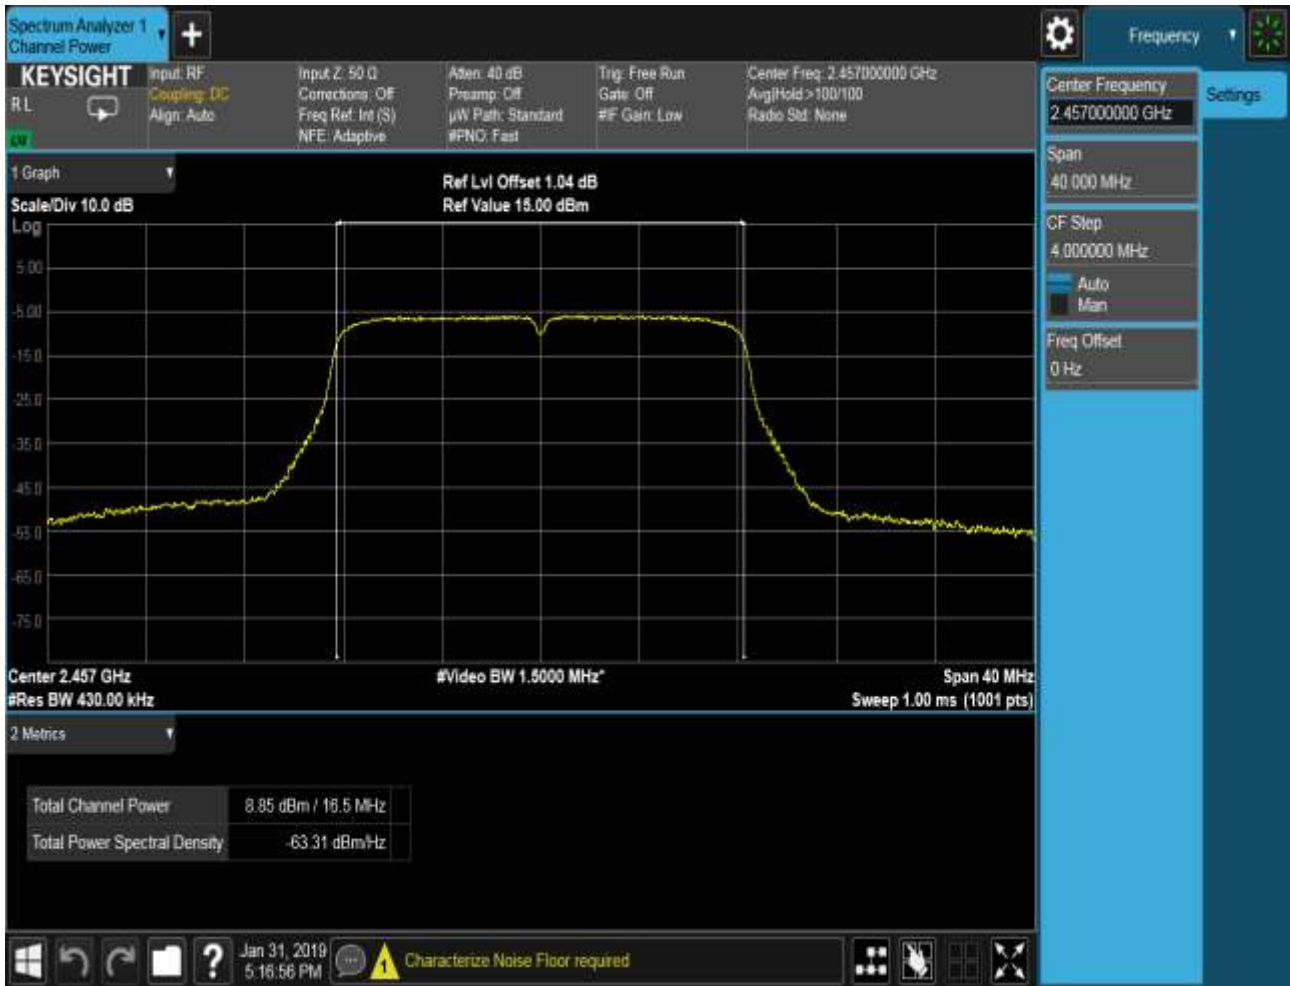 Spectrum Analyzer 1
Channel Power
Frequency
KEYSIGHT
R L
Input: RF
Coupling: DC
Align: Auto
Input Z: 50 Ω
Corrections: Off
Freq Ref: Int (S)
NFE: Adaptive
Atten: 40 dB
Preamp: Off
µW Path: Standard
#PNO: Fast
Trig: Free Run
Gate: Off
#IF Gain: Low
Center Freq: 2.457000000 GHz
Avg|Hold:>100/100
Radio Std: None
Center Frequency
2.457000000 GHz
Settings
Span
40.000 MHz
CF Step
4.000000 MHz
Auto
Man
Freq Offset
0 Hz
1 Graph
Scale/Div 10.0 dB
Ref Lvl Offset 1.04 dB
Ref Value 15.00 dBm
Log
5.00
-5.00
-15.0
-25.0
-35.0
-45.0
-55.0
-65.0
-75.0
Center 2.457 GHz
#Video BW 1.5000 MHz*
Span 40 MHz
#Res BW 430.00 kHz
Sweep 1.00 ms (1001 pts)
2 Metrics
Total Channel Power 8.85 dBm / 16.5 MHz
Total Power Spectral Density -63.31 dBm/Hz
?
Jan 31, 2019
5:16:56 PM
1
Characterize Noise Floor required